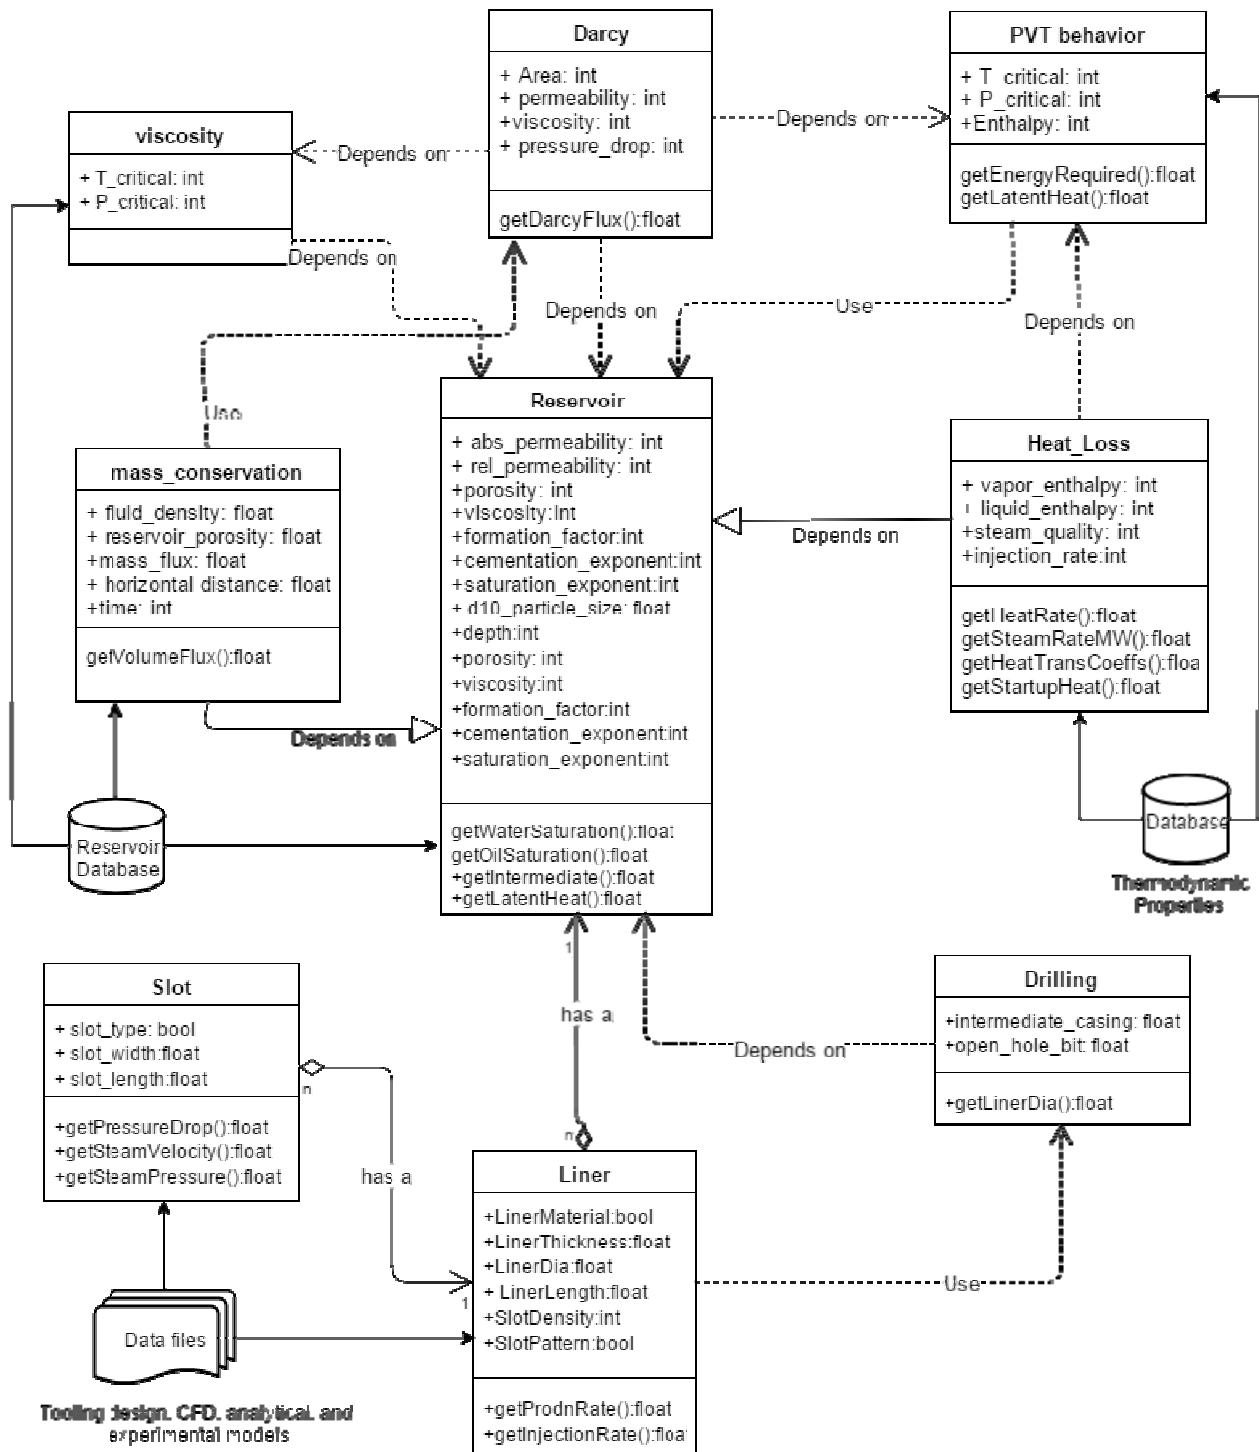 Darcy
+ Area: int
+ permeability: int
+viscosity: int
+ pressure_drop: int
getDarcyFlux():float
PVT behavior
+ T_critical: int
+ P_critical: int
+Enthalpy: int
getEnergyRequired():float
getLatentHeat():float
viscosity
+ T_critical: int
+ P_critical: int
Depends on
Depends on
Depends on
Depends on
Use
Depends on
Use
Reservoir
+ abs_permeability: int
+ rel_permeability: int
+porosity: int
+viscosity:int
+formation_factor:int
+cementation_exponent:int
+saturation_exponent:int
+ d10_particle_size: float
+depth:int
+porosity: int
+viscosity:int
+formation_factor:int
+cementation_exponent:int
+saturation_exponent:int
getWaterSaturation():float
getOilSaturation():float
+getIntermediate():float
+getLatentHeat():float
mass_conservation
+ fluid_density: float
+ reservoir_porosity: float
+mass_flux: float
+ horizontal distance: float
+time: int
getVolumeFlux():float
Heat_Loss
+ vapor_enthalpy: int
+ liquid_enthalpy: int
+steam_quality: int
+injection_rate:int
getHeatRate():float
getSteamRateMW():float
getHeatTransCoeffs():floa
getStartupHeat():float
Depends on
Depends on
Reservoir
Database
Database
Thermodynamic
Properties
Slot
+ slot_type: bool
+ slot_width:float
+ slot_length:float
+getPressureDrop():float
+getSteamVelocity():float
+getSteamPressure():float
n
has a
1
1
has a
n
Drilling
+intermediate_casing: float
+open_hole_bit: float
+getLinerDia():float
Depends on
Liner
+LinerMaterial:bool
+LinerThickness:float
+LinerDia:float
+ LinerLength:float
+SlotDensity:int
+SlotPattern:bool
+getProdnRate():float
+getInjectionRate():floa
Use
Data files
Tooling design, CFD, analytical, and
experimental models